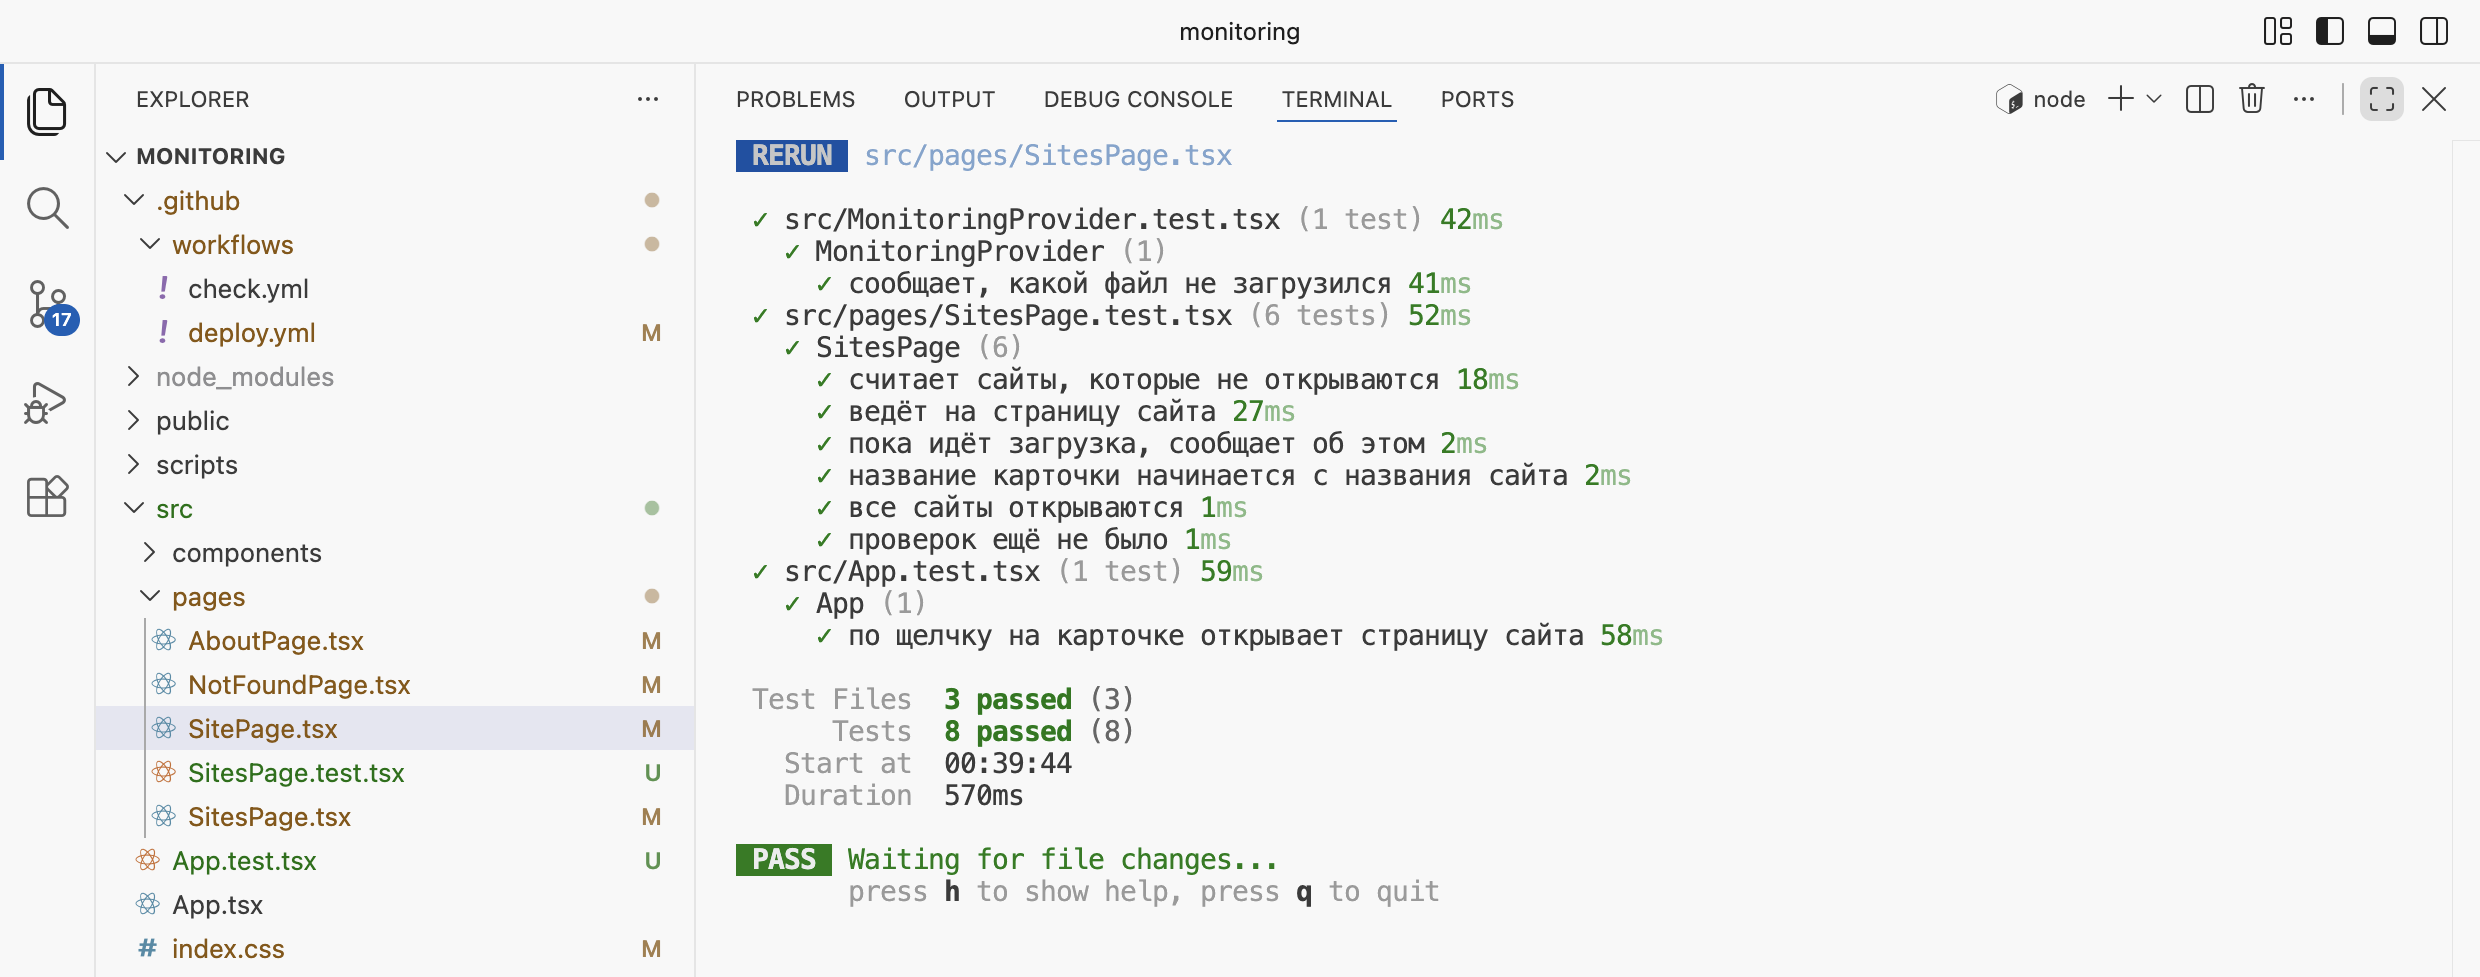 monitoring
EXPLORER
MONITORING
.github
workflows
! check.yml
! deploy.yml M
node_modules
public
scripts
src
components
pages
AboutPage.tsx M
NotFoundPage.tsx M
SitePage.tsx M
SitesPage.test.tsx U
SitesPage.tsx M
App.test.tsx U
App.tsx
# index.css M
17
PROBLEMS OUTPUT DEBUG CONSOLE TERMINAL PORTS
node
RERUN src/pages/SitesPage.tsx
✓ src/MonitoringProvider.test.tsx (1 test) 42ms
✓ MonitoringProvider (1)
✓ сообщает, какой файл не загрузился 41ms
✓ src/pages/SitesPage.test.tsx (6 tests) 52ms
✓ SitesPage (6)
✓ считает сайты, которые не открываются 18ms
✓ ведёт на страницу сайта 27ms
✓ пока идёт загрузка, сообщает об этом 2ms
✓ название карточки начинается с названия сайта 2ms
✓ все сайты открываются 1ms
✓ проверок ещё не было 1ms
✓ src/App.test.tsx (1 test) 59ms
✓ App (1)
✓ по щелчку на карточке открывает страницу сайта 58ms
Test Files 3 passed (3)
Tests 8 passed (8)
Start at 00:39:44
Duration 570ms
PASS Waiting for file changes...
press h to show help, press q to quit